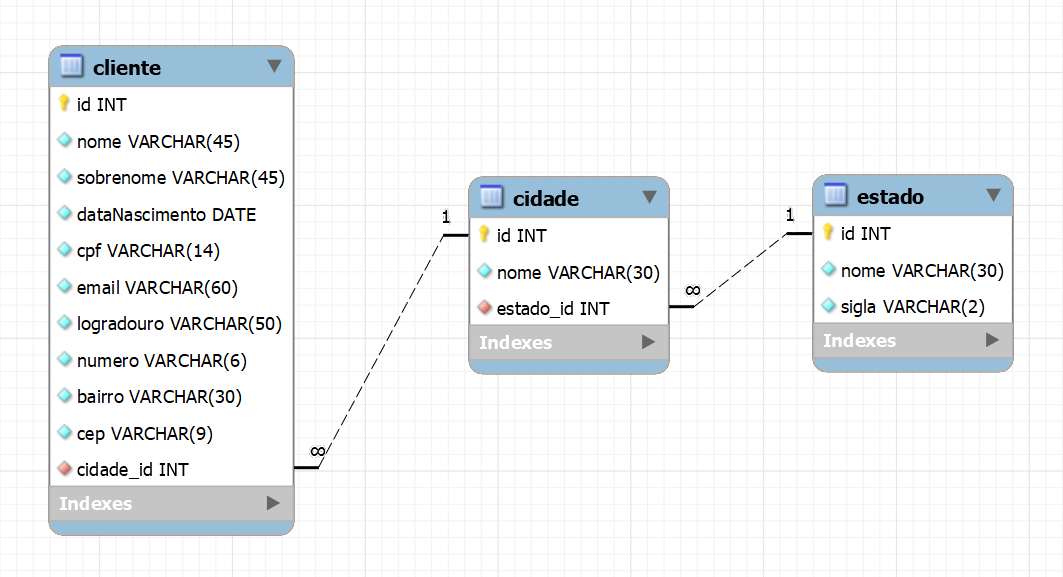 cliente
id INT
nome VARCHAR(45)
sobrenome VARCHAR(45)
dataNascimento DATE
cpf VARCHAR(14)
email VARCHAR(60)
logradouro VARCHAR(50)
numero VARCHAR(6)
bairro VARCHAR(30)
cep VARCHAR(9)
cidade_id INT
Indexes
∞
1
cidade
id INT
nome VARCHAR(30)
estado_id INT
Indexes
∞
1
estado
id INT
nome VARCHAR(30)
sigla VARCHAR(2)
Indexes